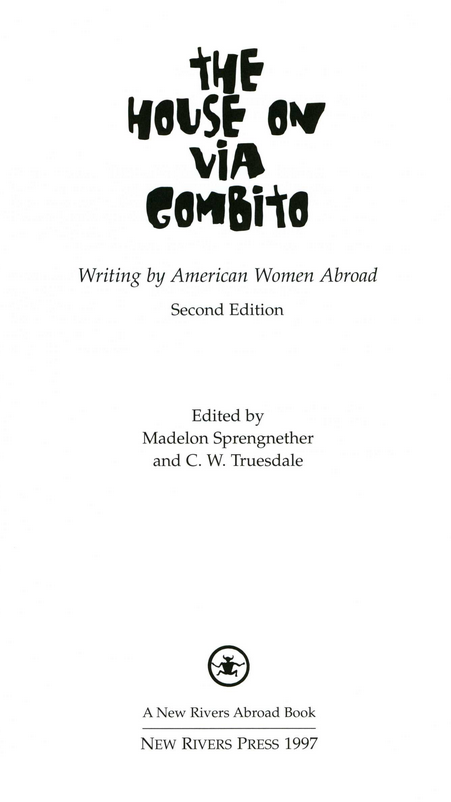 THE
HOUSE ON
ViA
GOMBiTO
Writing by American Women Abroad
Second Edition
Edited by
Madelon Sprengnether
and C. W. Truesdale
A New Rivers Abroad Book
NEW RIVERS PRESS 1997